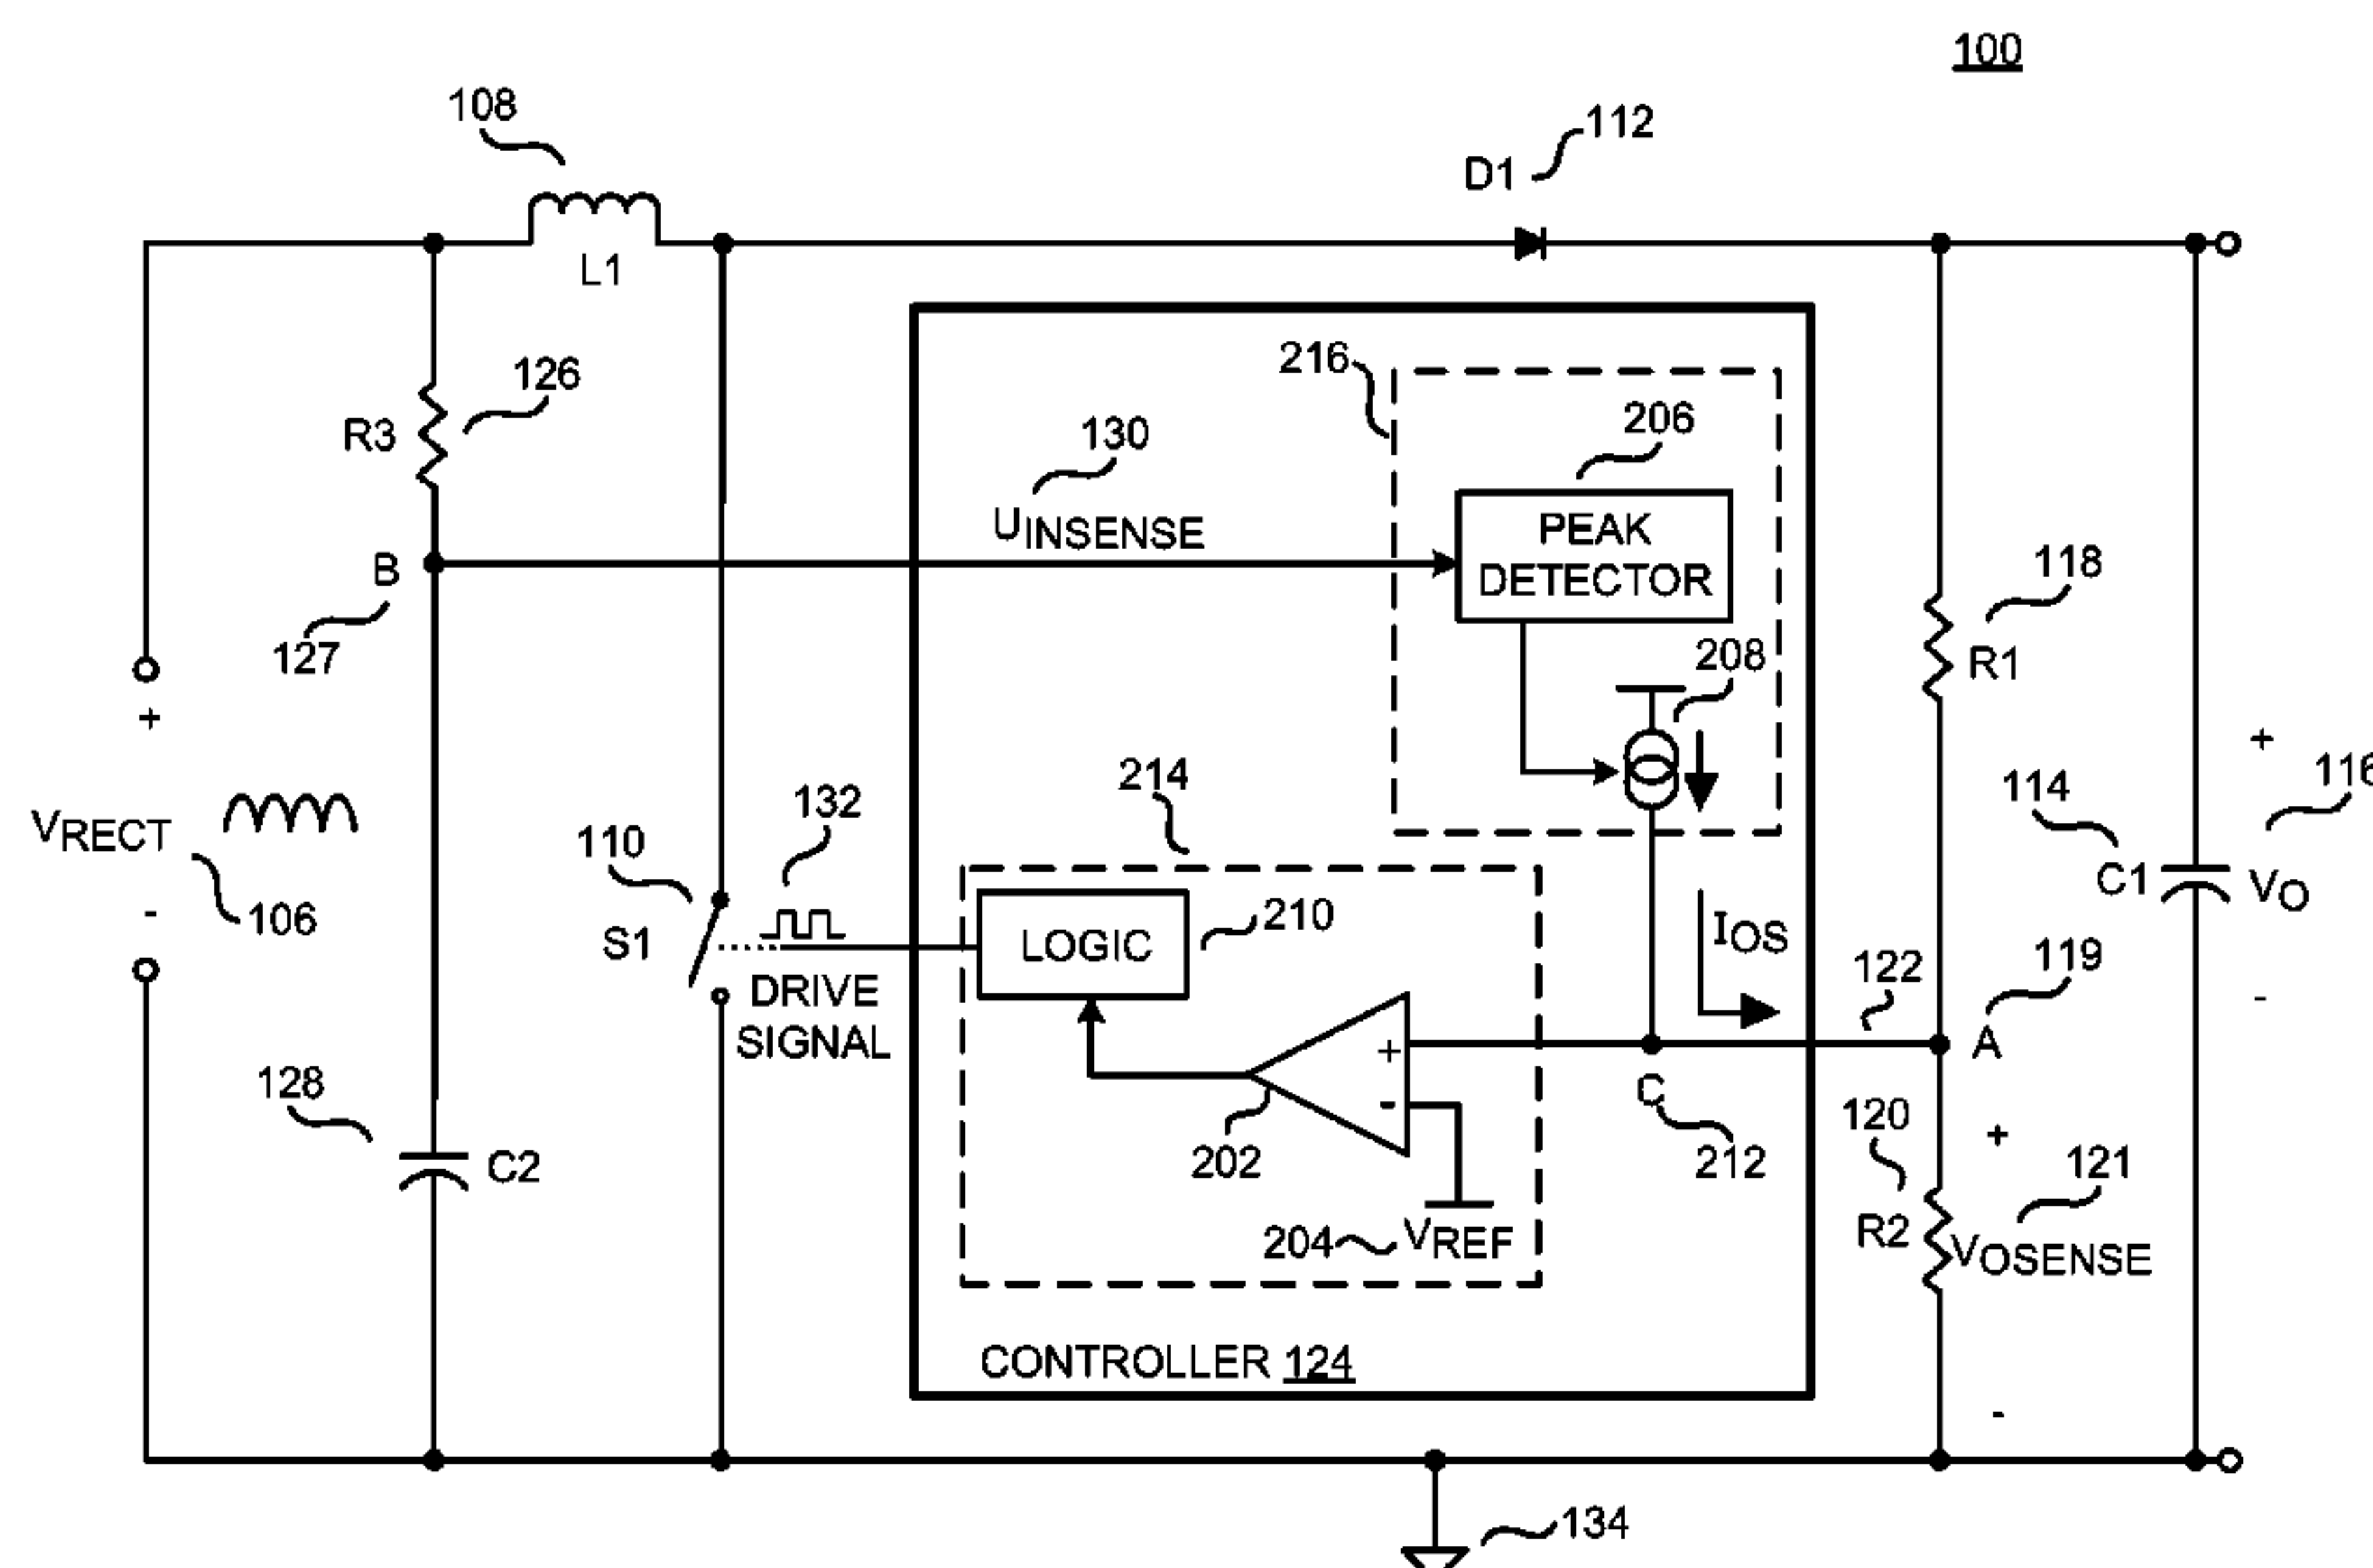 100
108
112
D1
L1
216
126
206
R3
130
UINSENSE
PEAK
DETECTOR
118
B
127
208
R1
+
+
214
116
132
114
VRECT
110
C1
VO
-
106
S1
LOGIC
210
IOS
122
119
DRIVE
SIGNAL
-
+
A
128
-
C
120
+
C2
202
212
121
204
VREF
R2
VOSENSE
CONTROLLER 124
-
134